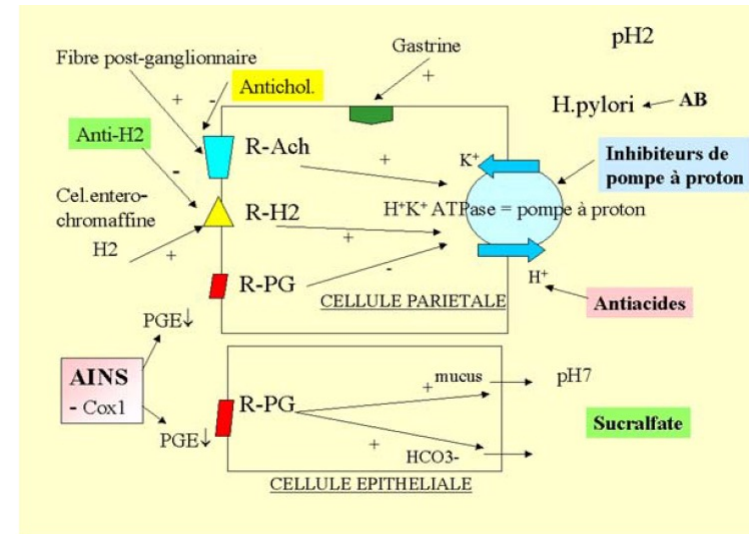 Fibre post-ganglionnaire
Gastrine
+
pH2
+
-
Antichol.
H.pylori
AB
Anti-H2
R-Ach
+
K+
Inhibiteurs de
pompe à proton
-
Cel.entero-
chromaffine
H2
+
R-H2
+
H+K+ ATPase = pompe à proton
R-PG
-
CELLULE PARIETALE
H+
Antiacides
PGE↓
AINS
- Cox1
R-PG
+
mucus
pH7
Sucralfate
PGE↓
+
HCO3-
CELLULE EPITHELIALE